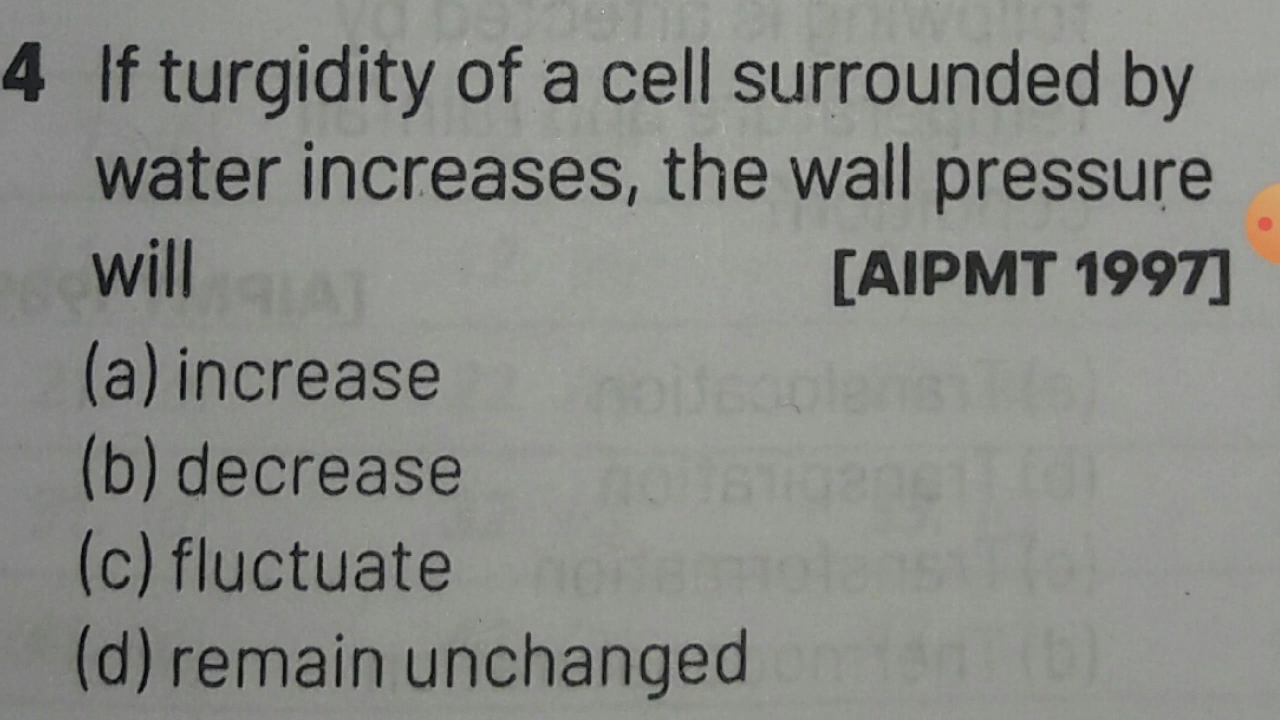 4 If turgidity of a cell surrounded by
water increases, the wall pressure
will [AIPMT 1997]
(a) increase
(b) decrease
(c) fluctuate
(d) remain unchanged